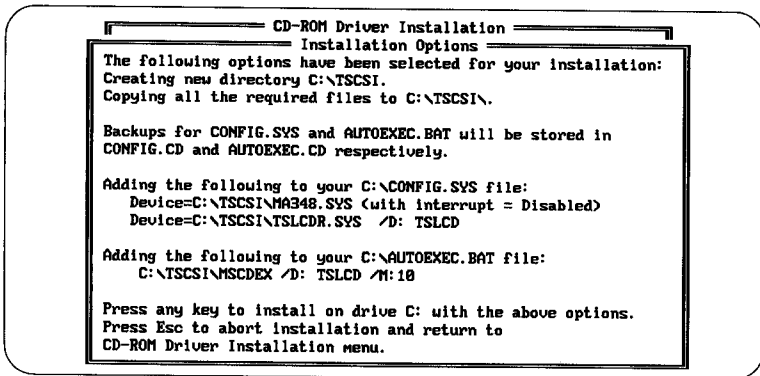 CD-ROM Driver Installation
Installation Options
The following options have been selected for your installation:
Creating new directory C:\TSCSI.
Copying all the required files to C:\TSCSI\.
Backups for CONFIG.SYS and AUTOEXEC.BAT will be stored in
CONFIG.CD and AUTOEXEC.CD respectively.
Adding the following to your C:\CONFIG.SYS file:
Device=C:\TSCSI\MA348.SYS (with interrupt = Disabled)
Device=C:\TSCSI\TSLCDR.SYS /D: TSLCD
Adding the following to your C:\AUTOEXEC.BAT file:
C:\TSCSI\MSCDEX /D: TSLCD /M:10
Press any key to install on drive C: with the above options.
Press Esc to abort installation and return to
CD-ROM Driver Installation menu.